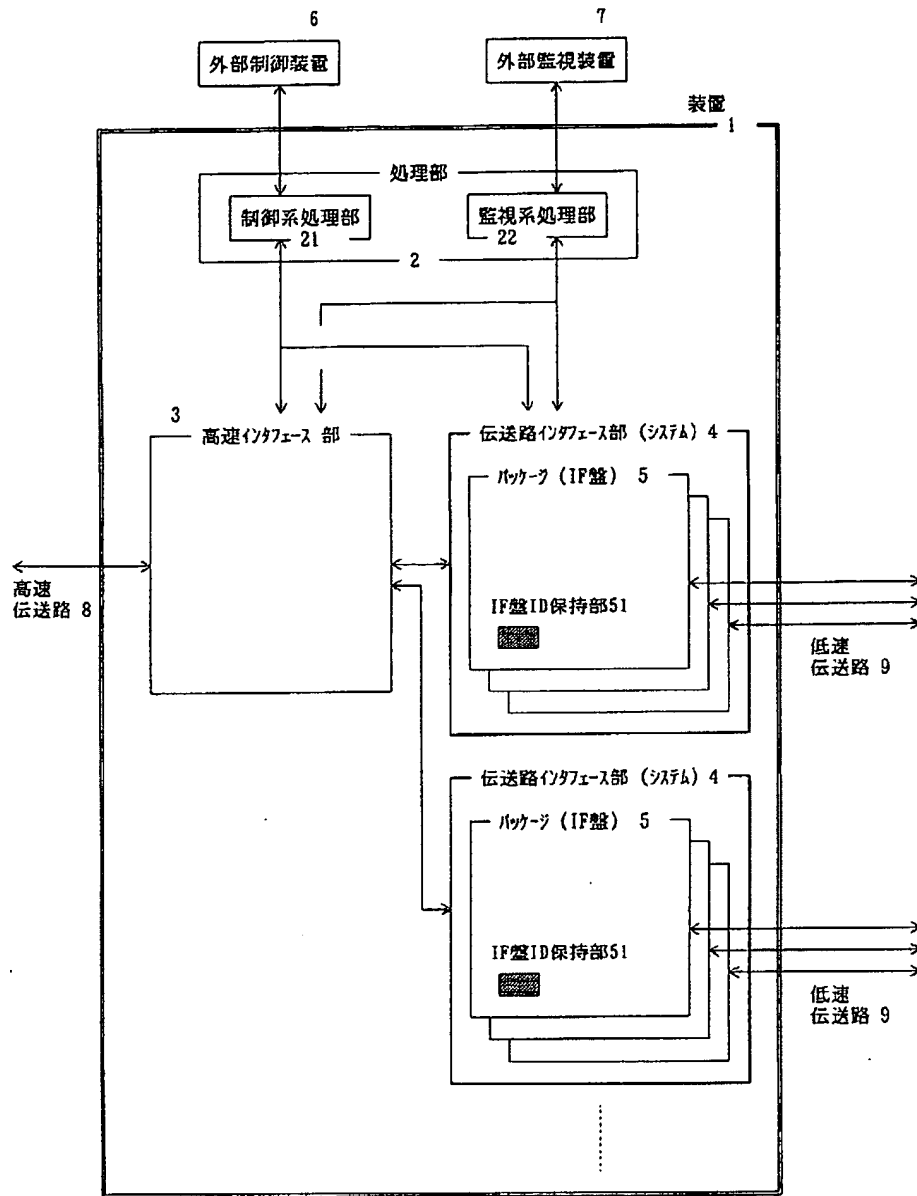 6
7
外部制御装置
外部監視装置
装置
1
処理部
制御系処理部
21
監視系処理部
22
2
3
高速インタフェース 部
伝送路インタフェース部 (システム) 4
パッケージ (IF盤) 5
IF盤ID保持部51
高速
伝送路 8
低速
伝送路 9
伝送路インタフェース部 (システム) 4
パッケージ (IF盤) 5
IF盤ID保持部51
低速
伝送路 9